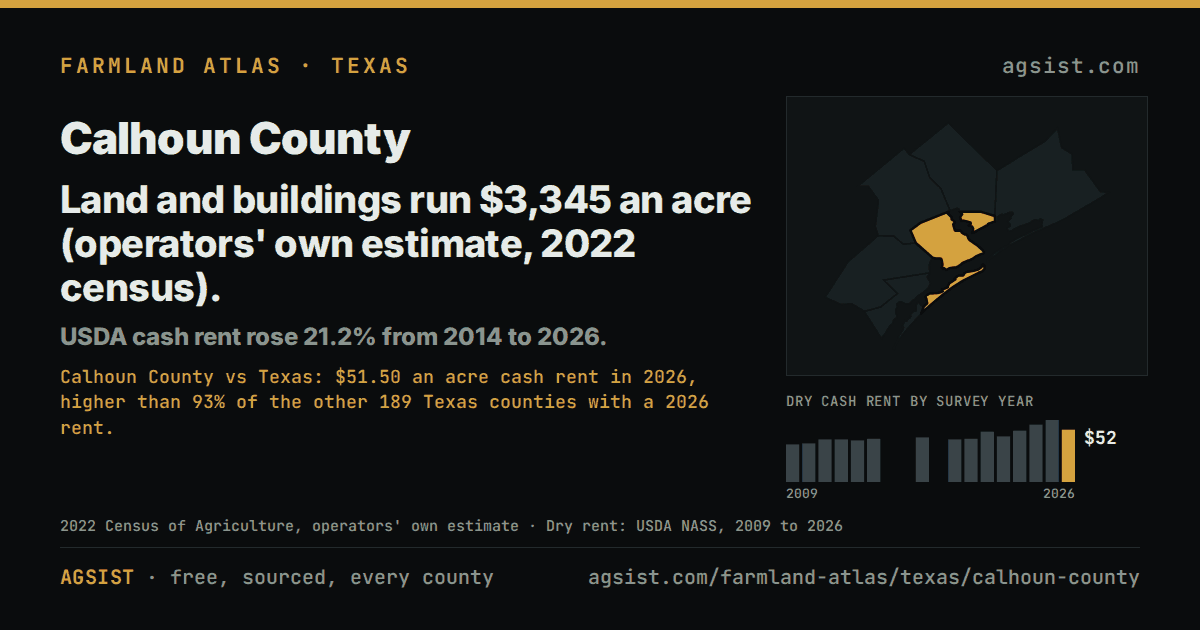 FARMLAND ATLAS · TEXAS
agsist.com
Calhoun County
Land and buildings run $3,345 an acre
(operators' own estimate, 2022
census).
USDA cash rent rose 21.2% from 2014 to 2026.
Calhoun County vs Texas: $51.50 an acre cash rent in 2026,
higher than 93% of the other 189 Texas counties with a 2026
rent.
DRY CASH RENT BY SURVEY YEAR
$52
2009
2026
2022 Census of Agriculture, operators' own estimate · Dry rent: USDA NASS, 2009 to 2026
AGSIST · free, sourced, every county
agsist.com/farmland-atlas/texas/calhoun-county